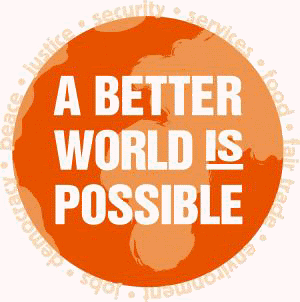 A BETTER
WORLD IS
POSSIBLE
peace • justice • security • services • food • fair trade • environment • jobs • democracy •